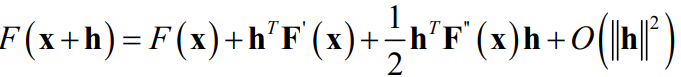 F(x+h) = F(x) + h^T F'(x) + 1/2 h^T F"(x)h + O(‖h‖²)